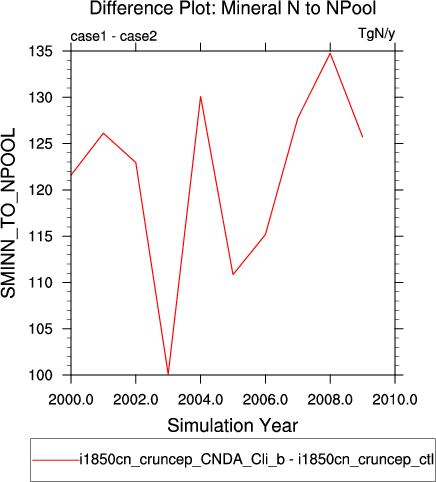 Difference Plot: Mineral N to NPool
case1 - case2 TgN/y
135
130
125
120
115
110
105
100
SMINN_TO_NPOOL
2000.0 2002.0 2004.0 2006.0 2008.0 2010.0
Simulation Year
i1850cn_cruncep_CNDA_Cli_b - i1850cn_cruncep_ctl